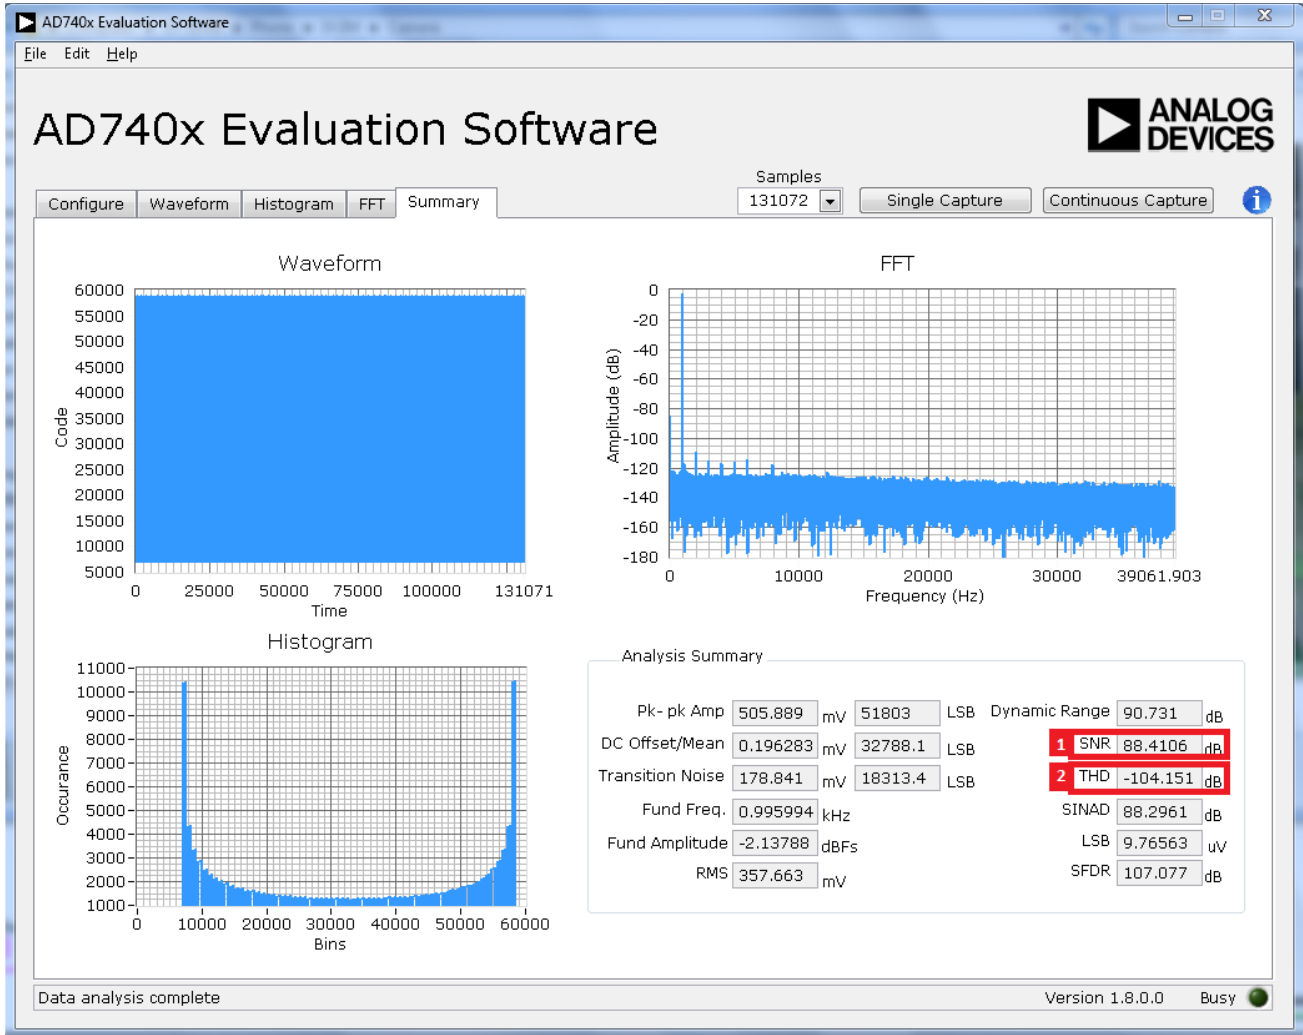 AD740x Evaluation Software
File Edit Help
AD740x Evaluation Software
ANALOG
DEVICES
Samples
Configure Waveform Histogram FFT Summary 131072 Single Capture Continuous Capture i
Waveform
60000
55000
50000
45000
40000
35000
30000
25000
20000
15000
10000
5000
Code
0 25000 50000 75000 100000 131071
Time
FFT
0
-20
-40
-60
-80
-100
-120
-140
-160
-180
Amplitude (dB)
0 10000 20000 30000 39061.903
Frequency (Hz)
Histogram
11000
10000
9000
8000
7000
6000
5000
4000
3000
2000
1000
Occurance
0 10000 20000 30000 40000 50000 60000
Bins
Analysis Summary
Pk- pk Amp 505.889 mV 51803 LSB Dynamic Range 90.731 dB
DC Offset/Mean 0.196283 mV 32788.1 LSB 1 SNR 88.4106 dB
Transition Noise 178.841 mV 18313.4 LSB 2 THD -104.151 dB
Fund Freq. 0.995994 kHz SINAD 88.2961 dB
Fund Amplitude -2.13788 dBFs LSB 9.76563 uV
RMS 357.663 mV SFDR 107.077 dB
Data analysis complete Version 1.8.0.0 Busy